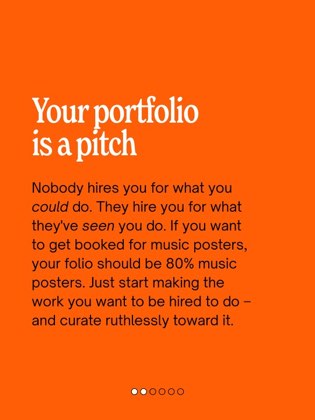 Your portfolio
is a pitch
Nobody hires you for what you
could do. They hire you for what
they've seen you do. If you want
to get booked for music posters,
your folio should be 80% music
posters. Just start making the
work you want to be hired to do –
and curate ruthlessly toward it.